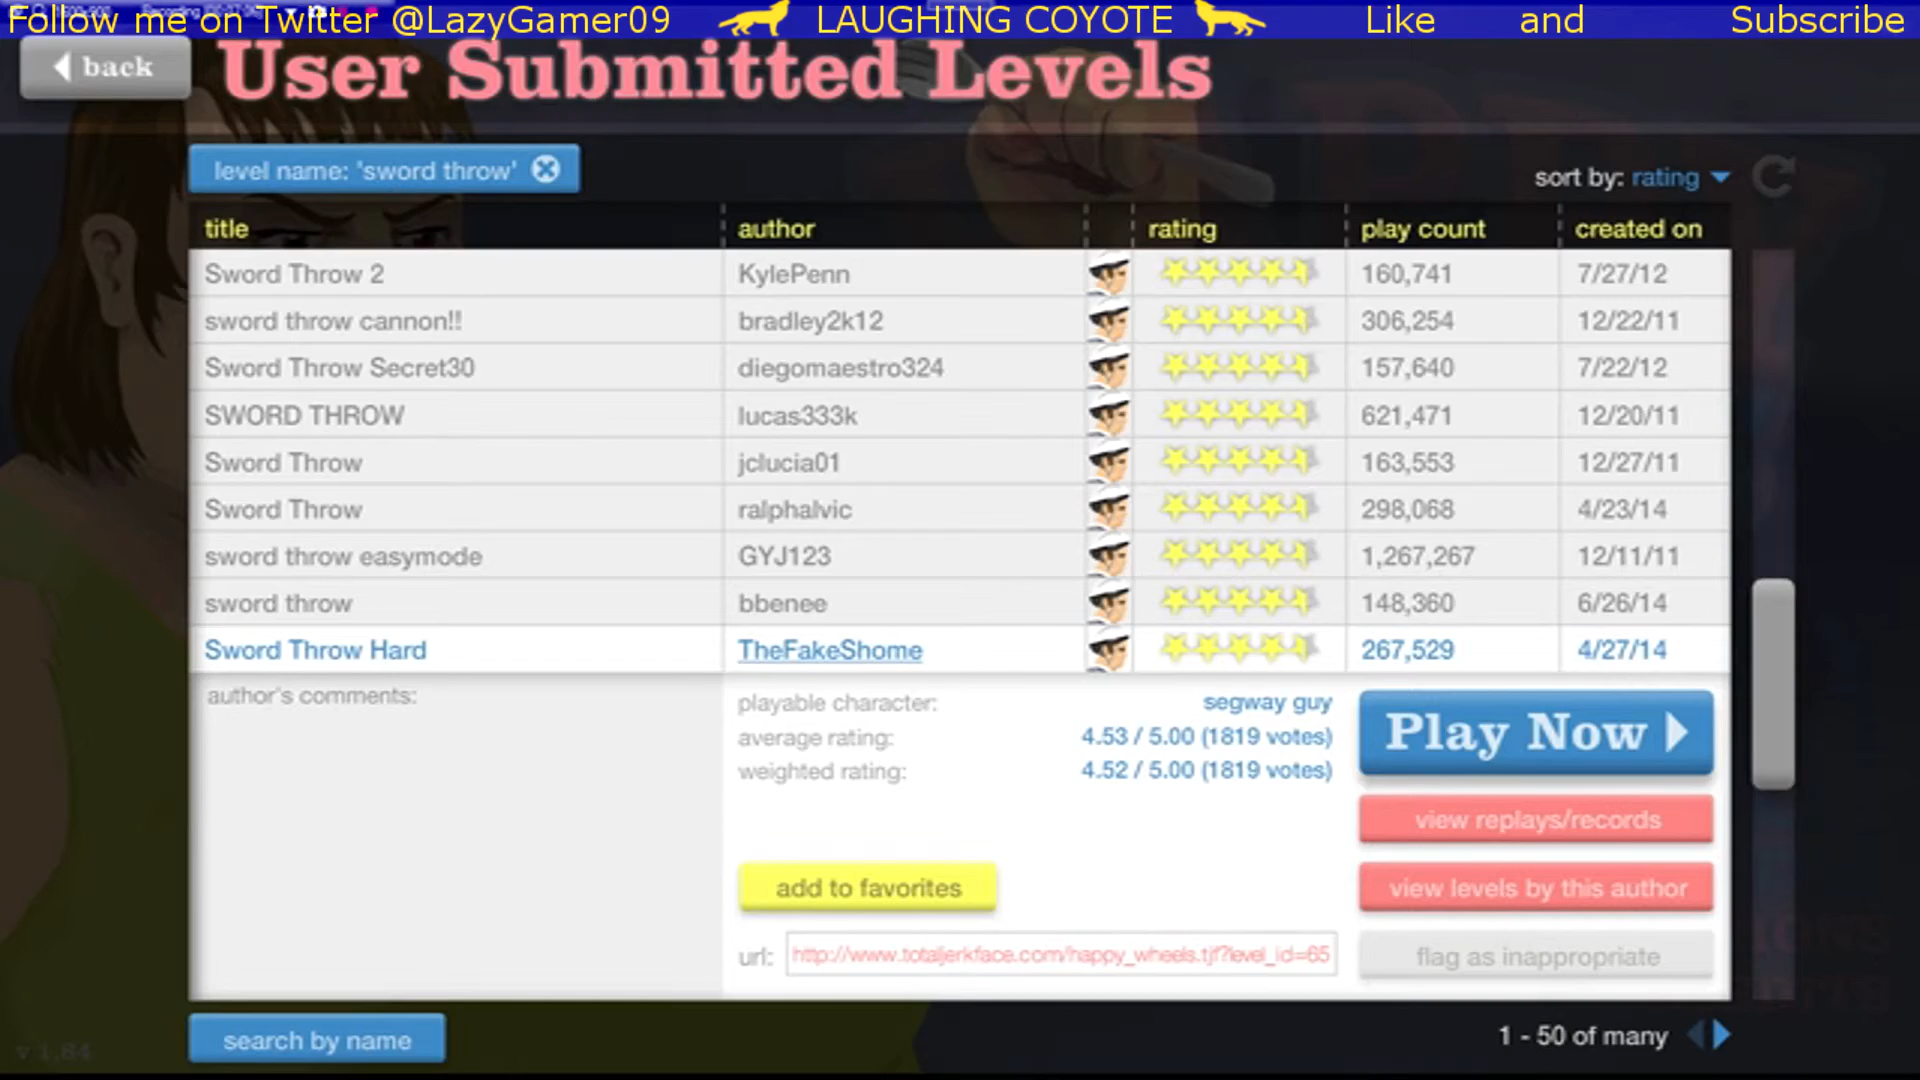 Follow me on Twitter @LazyGamer09 LAUGHING COYOTE Like and Subscribe
back User Submitted Levels
level name: 'sword throw'
sort by: rating
title author rating play count created on
Sword Throw 2 KylePenn 160,741 7/27/12
sword throw cannon!! bradley2k12 306,254 12/22/11
Sword Throw Secret30 diegomaestro324 157,640 7/22/12
SWORD THROW lucas333k 621,471 12/20/11
Sword Throw jclucia01 163,553 12/27/11
Sword Throw ralphalvic 298,068 4/23/14
sword throw easymode GYJ123 1,267,267 12/11/11
sword throw bbenee 148,360 6/26/14
Sword Throw Hard TheFakeShome 267,529 4/27/14
author's comments:
playable character: segway guy
average rating: 4.53 / 5.00 (1819 votes)
weighted rating: 4.52 / 5.00 (1819 votes)
Play Now
view replays/records
add to favorites
view levels by this author
url: http://www.totaljerkface.com/happy_wheels.tjf?level_id=65
flag as inappropriate
search by name
1 - 50 of many
v 1.84